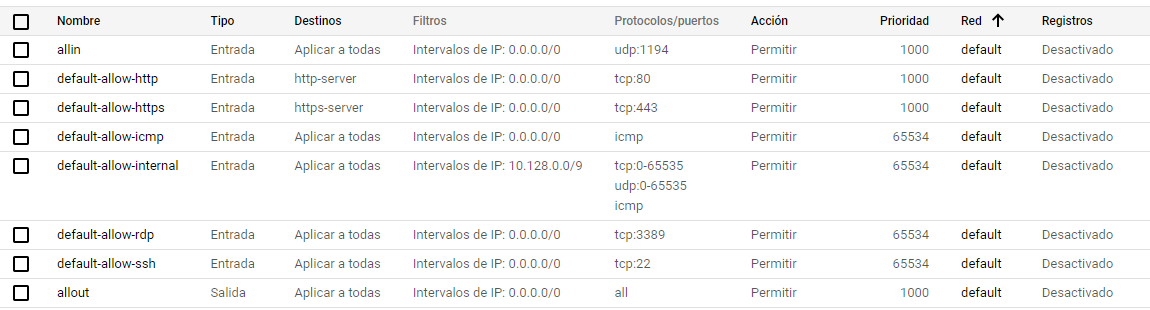 Nombre Tipo Destinos Filtros Protocolos/puertos Acción Prioridad Red Registros
allin Entrada Aplicar a todas Intervalos de IP: 0.0.0.0/0 udp:1194 Permitir 1000 default Desactivado
default-allow-http Entrada http-server Intervalos de IP: 0.0.0.0/0 tcp:80 Permitir 1000 default Desactivado
default-allow-https Entrada https-server Intervalos de IP: 0.0.0.0/0 tcp:443 Permitir 1000 default Desactivado
default-allow-icmp Entrada Aplicar a todas Intervalos de IP: 0.0.0.0/0 icmp Permitir 65534 default Desactivado
default-allow-internal Entrada Aplicar a todas Intervalos de IP: 10.128.0.0/9 tcp:0-65535 Permitir 65534 default Desactivado
udp:0-65535
icmp
default-allow-rdp Entrada Aplicar a todas Intervalos de IP: 0.0.0.0/0 tcp:3389 Permitir 65534 default Desactivado
default-allow-ssh Entrada Aplicar a todas Intervalos de IP: 0.0.0.0/0 tcp:22 Permitir 65534 default Desactivado
allout Salida Aplicar a todas Intervalos de IP: 0.0.0.0/0 all Permitir 1000 default Desactivado